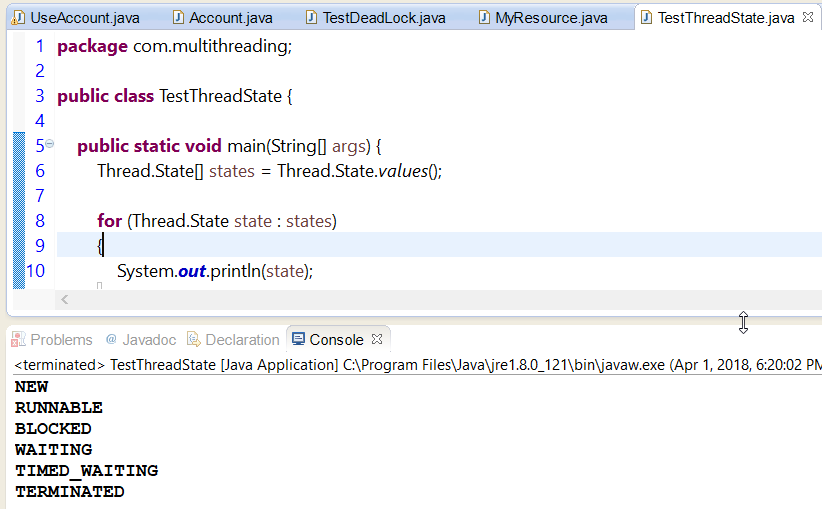 UseAccount.java Account.java TestDeadLock.java MyResource.java TestThreadState.java
1 package com.multithreading;
2
3 public class TestThreadState {
4
5 public static void main(String[] args) {
6 Thread.State[] states = Thread.State.values();
7
8 for (Thread.State state : states)
9 {
10 System.out.println(state);
Problems @ Javadoc Declaration Console
<terminated> TestThreadState [Java Application] C:\Program Files\Java\jre1.8.0_121\bin\javaw.exe (Apr 1, 2018, 6:20:02 PM
NEW
RUNNABLE
BLOCKED
WAITING
TIMED_WAITING
TERMINATED